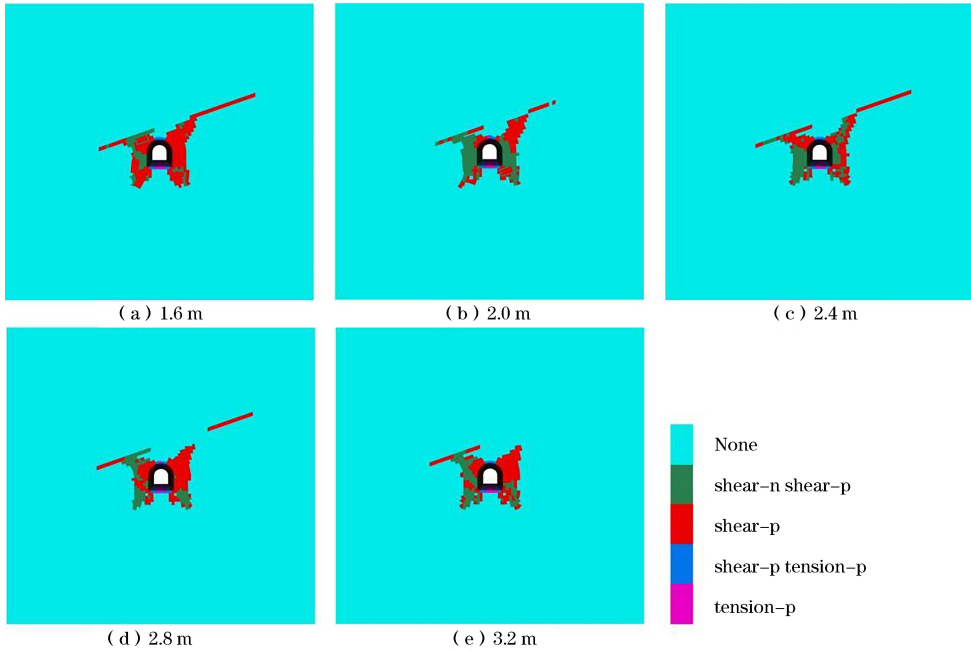 (a) 1.6 m
(b) 2.0 m
(c) 2.4 m
(d) 2.8 m
(e) 3.2 m
None
shear-n shear-p
shear-p
shear-p tension-p
tension-p